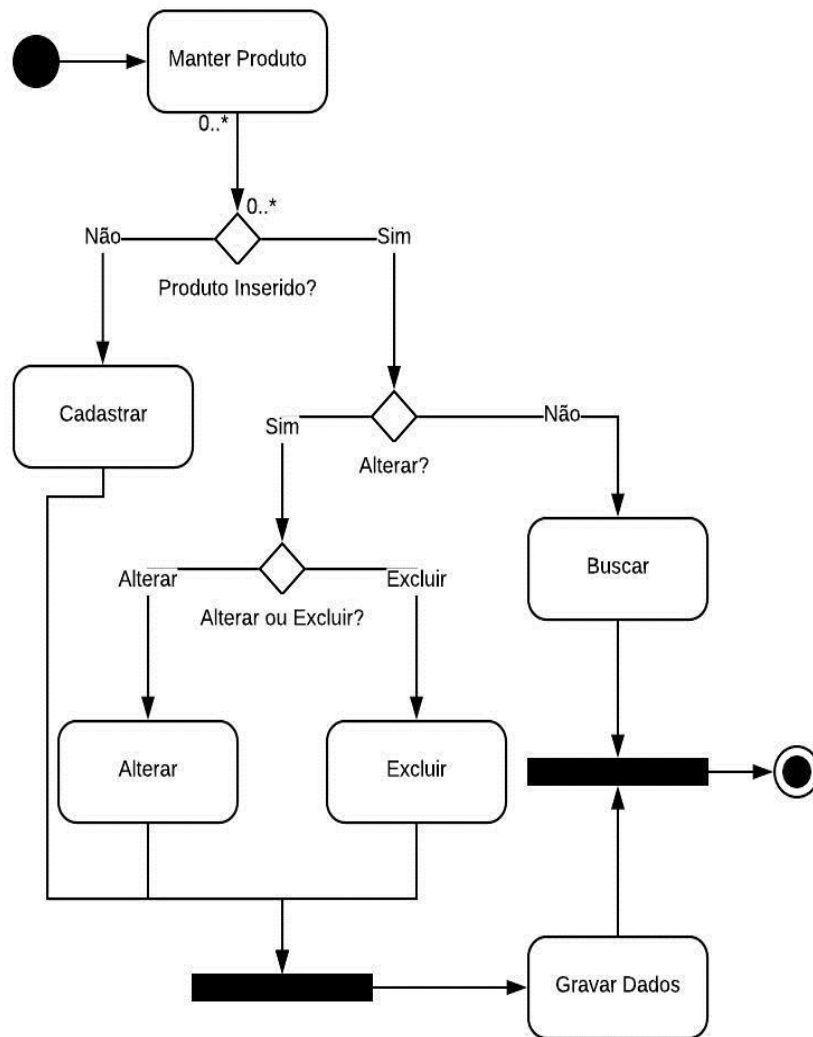 Manter Produto
0..*
0..*
Não
Sim
Produto Inserido?
Cadastrar
Sim
Não
Alterar?
Buscar
Alterar
Excluir
Alterar ou Excluir?
Alterar
Excluir
Gravar Dados